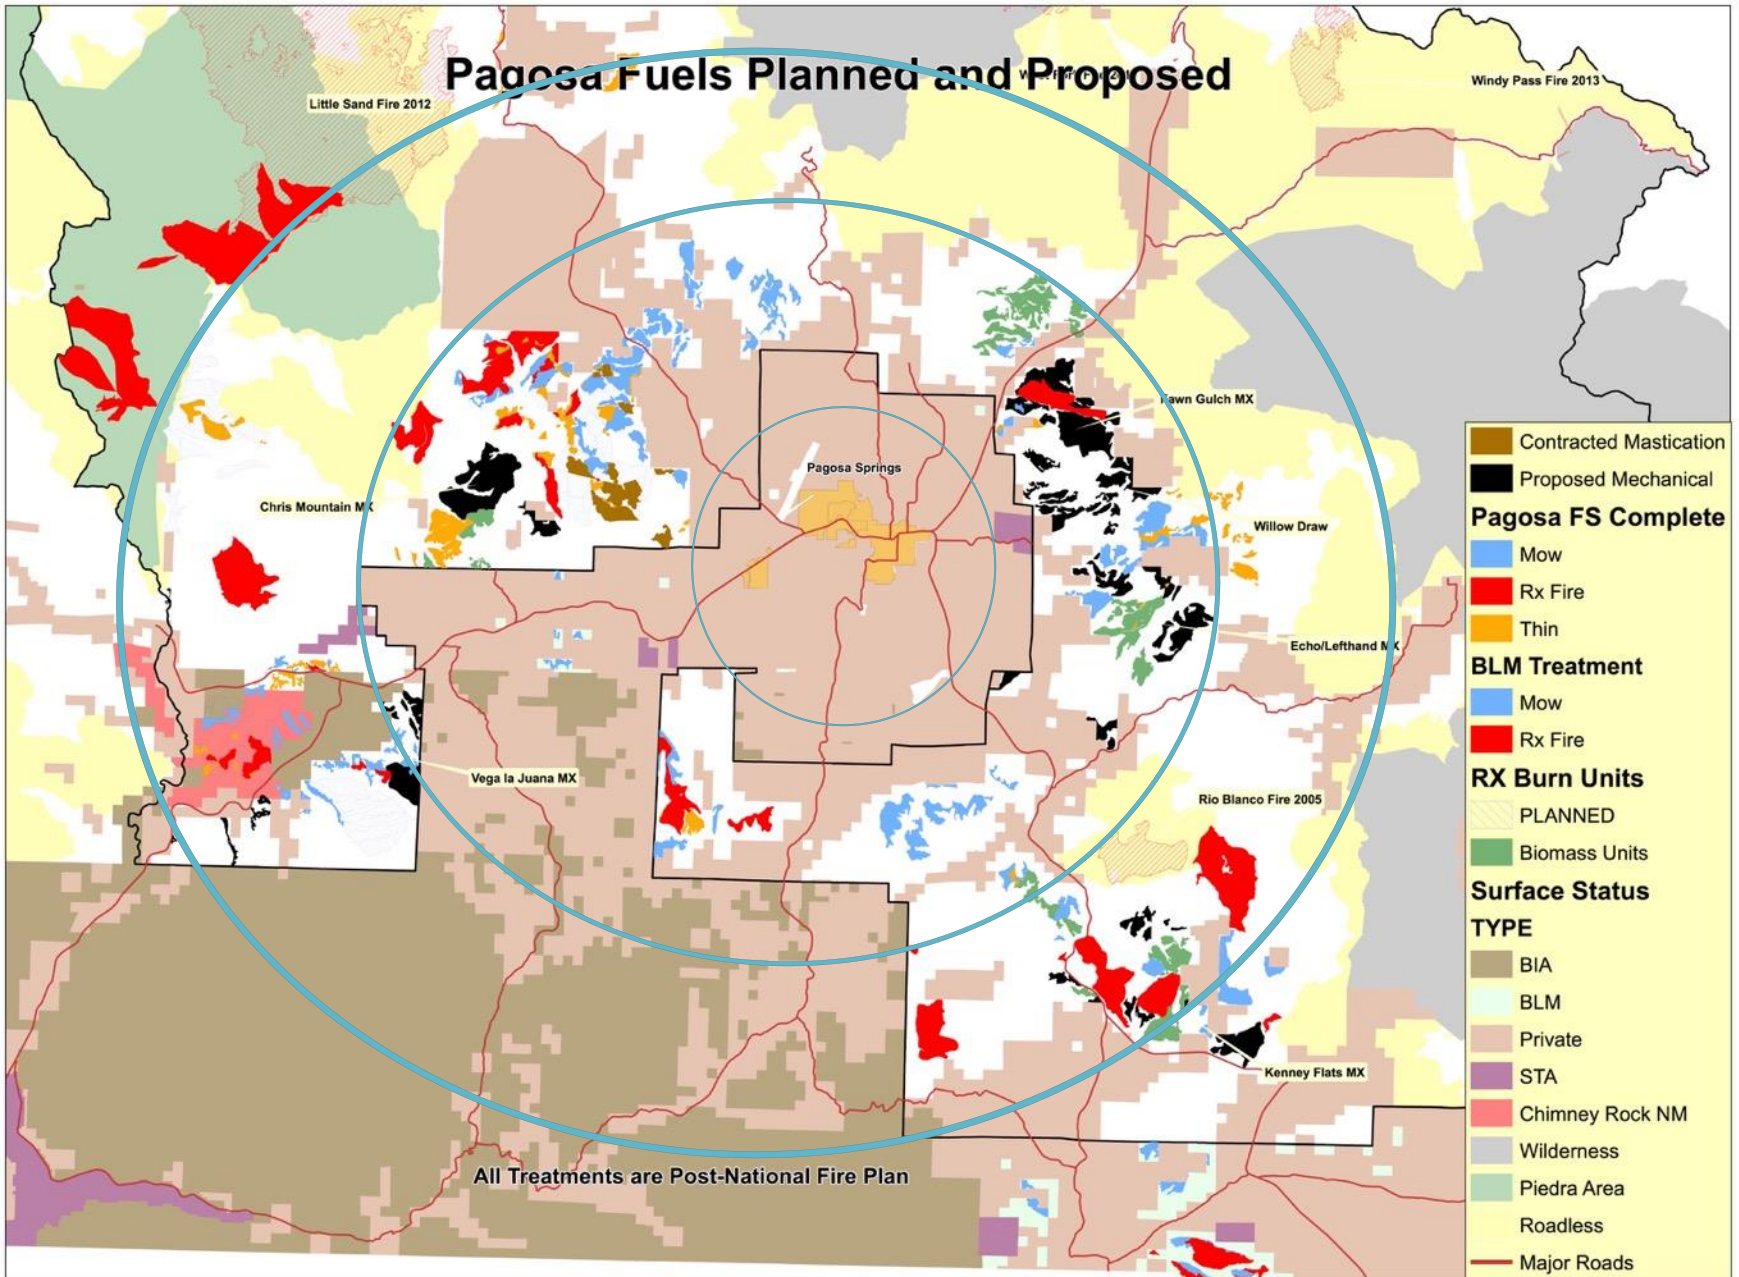 Pagosa Fuels Planned and Proposed
Windy Pass Fire 2013
Little Sand Fire 2012
Fawn Gulch MX
Pagosa Springs
Chris Mountain MX
Willow Draw
Echo/Lefthand MX
Vega la Juana MX
Rio Blanco Fire 2005
Kenney Flats MX
All Treatments are Post-National Fire Plan
Contracted Mastication
Proposed Mechanical
Pagosa FS Complete
Mow
Rx Fire
Thin
BLM Treatment
Mow
Rx Fire
RX Burn Units
PLANNED
Biomass Units
Surface Status
TYPE
BIA
BLM
Private
STA
Chimney Rock NM
Wilderness
Piedra Area
Roadless
Major Roads